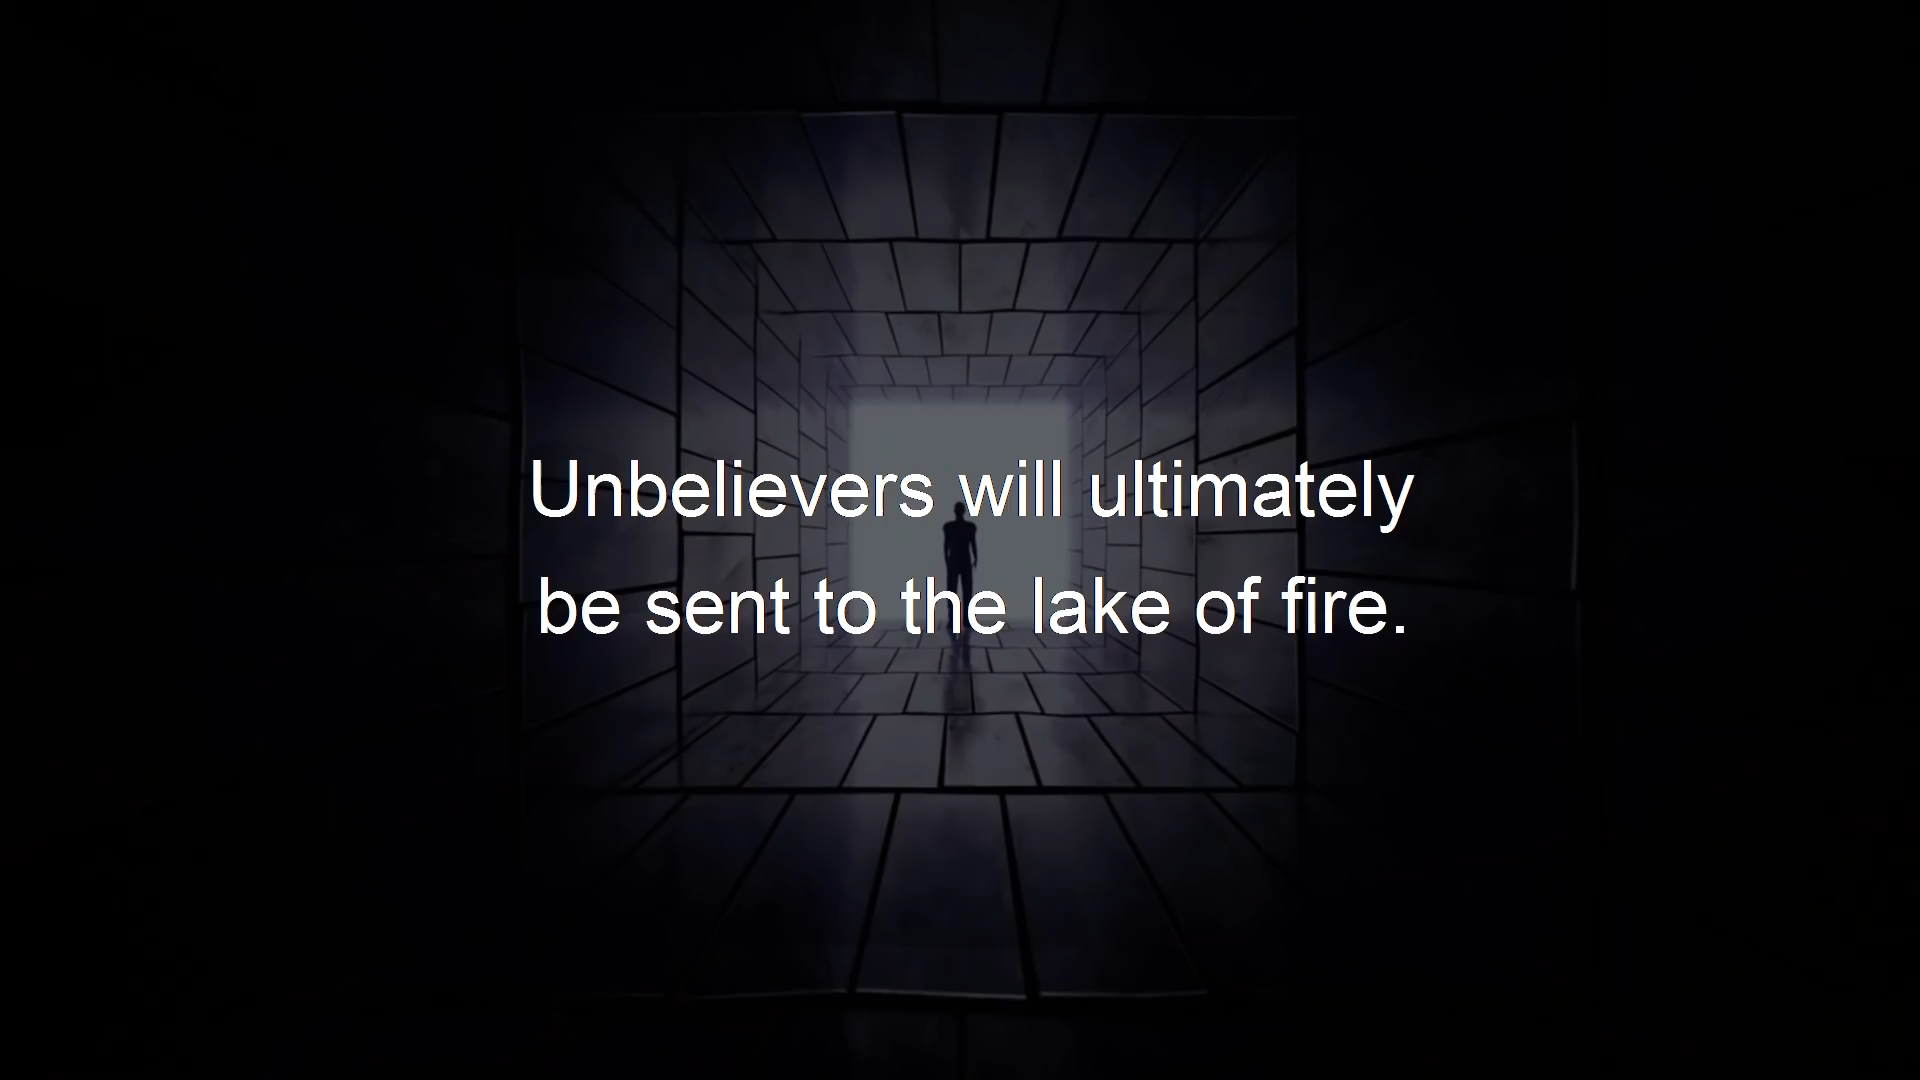 Unbelievers will ultimately
be sent to the lake of fire.